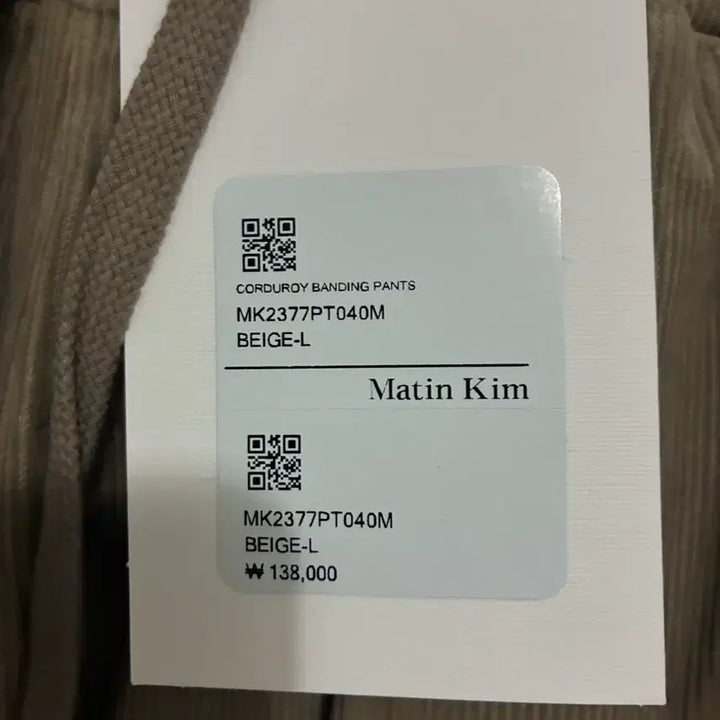 CORDUROY BANDING PANTS
MK2377PT040M
BEIGE-L
Matin Kim
MK2377PT040M
BEIGE-L
₩ 138,000